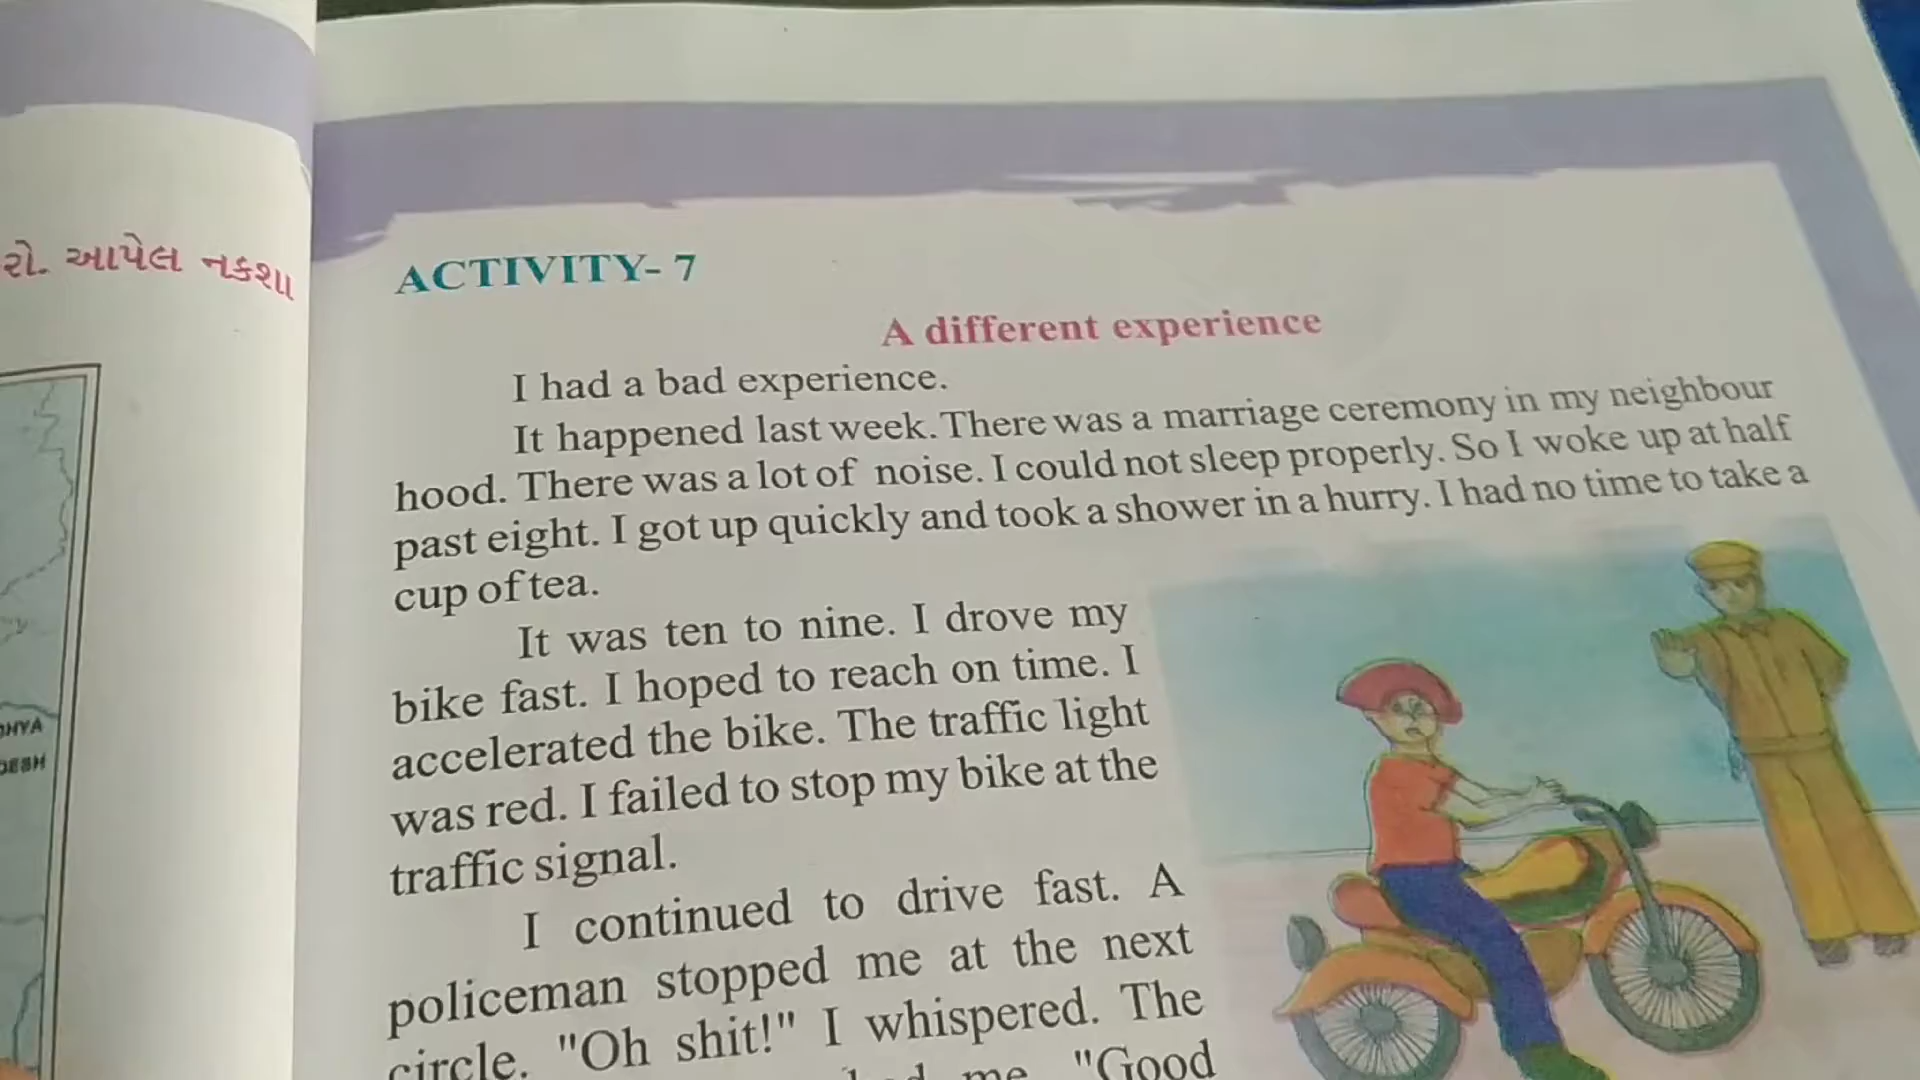 રો. આપેલ નકશા
DESH
ACTIVITY- 7
A different experience
I had a bad experience.
It happened last week. There was a marriage ceremony in my neighbour
hood. There was a lot of noise. I could not sleep properly. So I woke up at half
past eight. I got up quickly and took a shower in a hurry. I had no time to take a
cup of tea.
It was ten to nine. I drove my
bike fast. I hoped to reach on time. I
accelerated the bike. The traffic light
was red. I failed to stop my bike at the
traffic signal.
I continued to drive fast. A
policeman stopped me at the next
circle. "Oh shit!" I whispered. The
me "Good